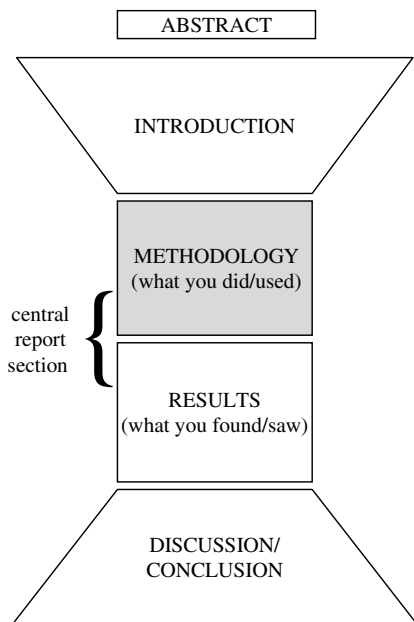 ABSTRACT
INTRODUCTION
METHODOLOGY
(what you did/used)
central
report
section
RESULTS
(what you found/saw)
DISCUSSION/
CONCLUSION